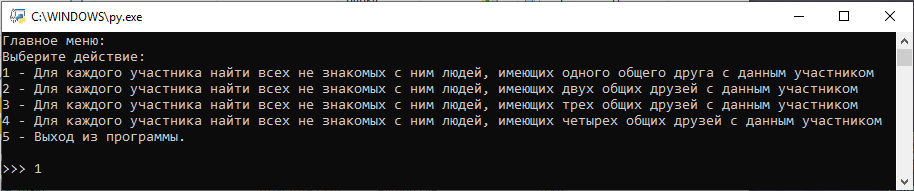 C:\WINDOWS\py.exe
Главное меню:
Выберите действие:
1 - Для каждого участника найти всех не знакомых с ним людей, имеющих одного общего друга с данным участником
2 - Для каждого участника найти всех не знакомых с ним людей, имеющих двух общих друзей с данным участником
3 - Для каждого участника найти всех не знакомых с ним людей, имеющих трех общих друзей с данным участником
4 - Для каждого участника найти всех не знакомых с ним людей, имеющих четырех общих друзей с данным участником
5 - Выход из программы.
>>> 1